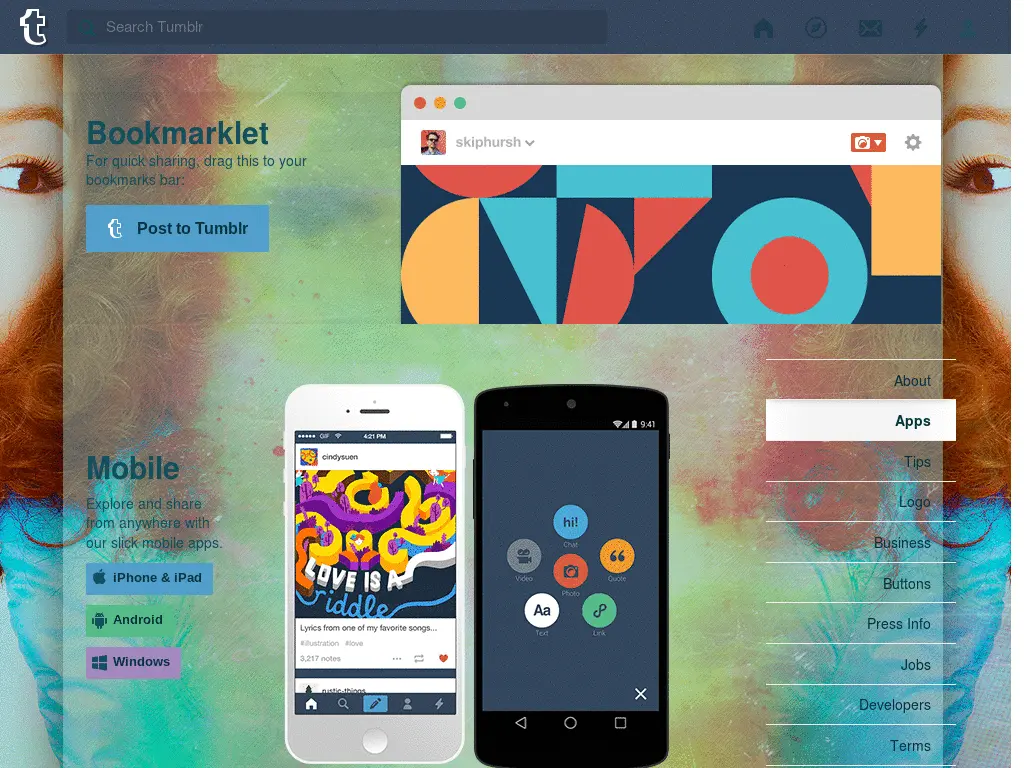 Search Tumblr
Bookmarklet
For quick sharing, drag this to your
bookmarks bar:
Post to Tumblr
skiphursh
About
Apps
Tips
Logo
Business
Buttons
Press Info
Jobs
Developers
Terms
Mobile
Explore and share
from anywhere with
our slick mobile apps.
iPhone & iPad
Android
Windows
GIF
4:21 PM
cindysuen
LOVE IS A
riddle
Lyrics from one of my favorite songs...
#illustration #love
3,217 notes
rustic-things
9:41
hi!
Chat
Video
Photo
Quote
Aa
Text
Link